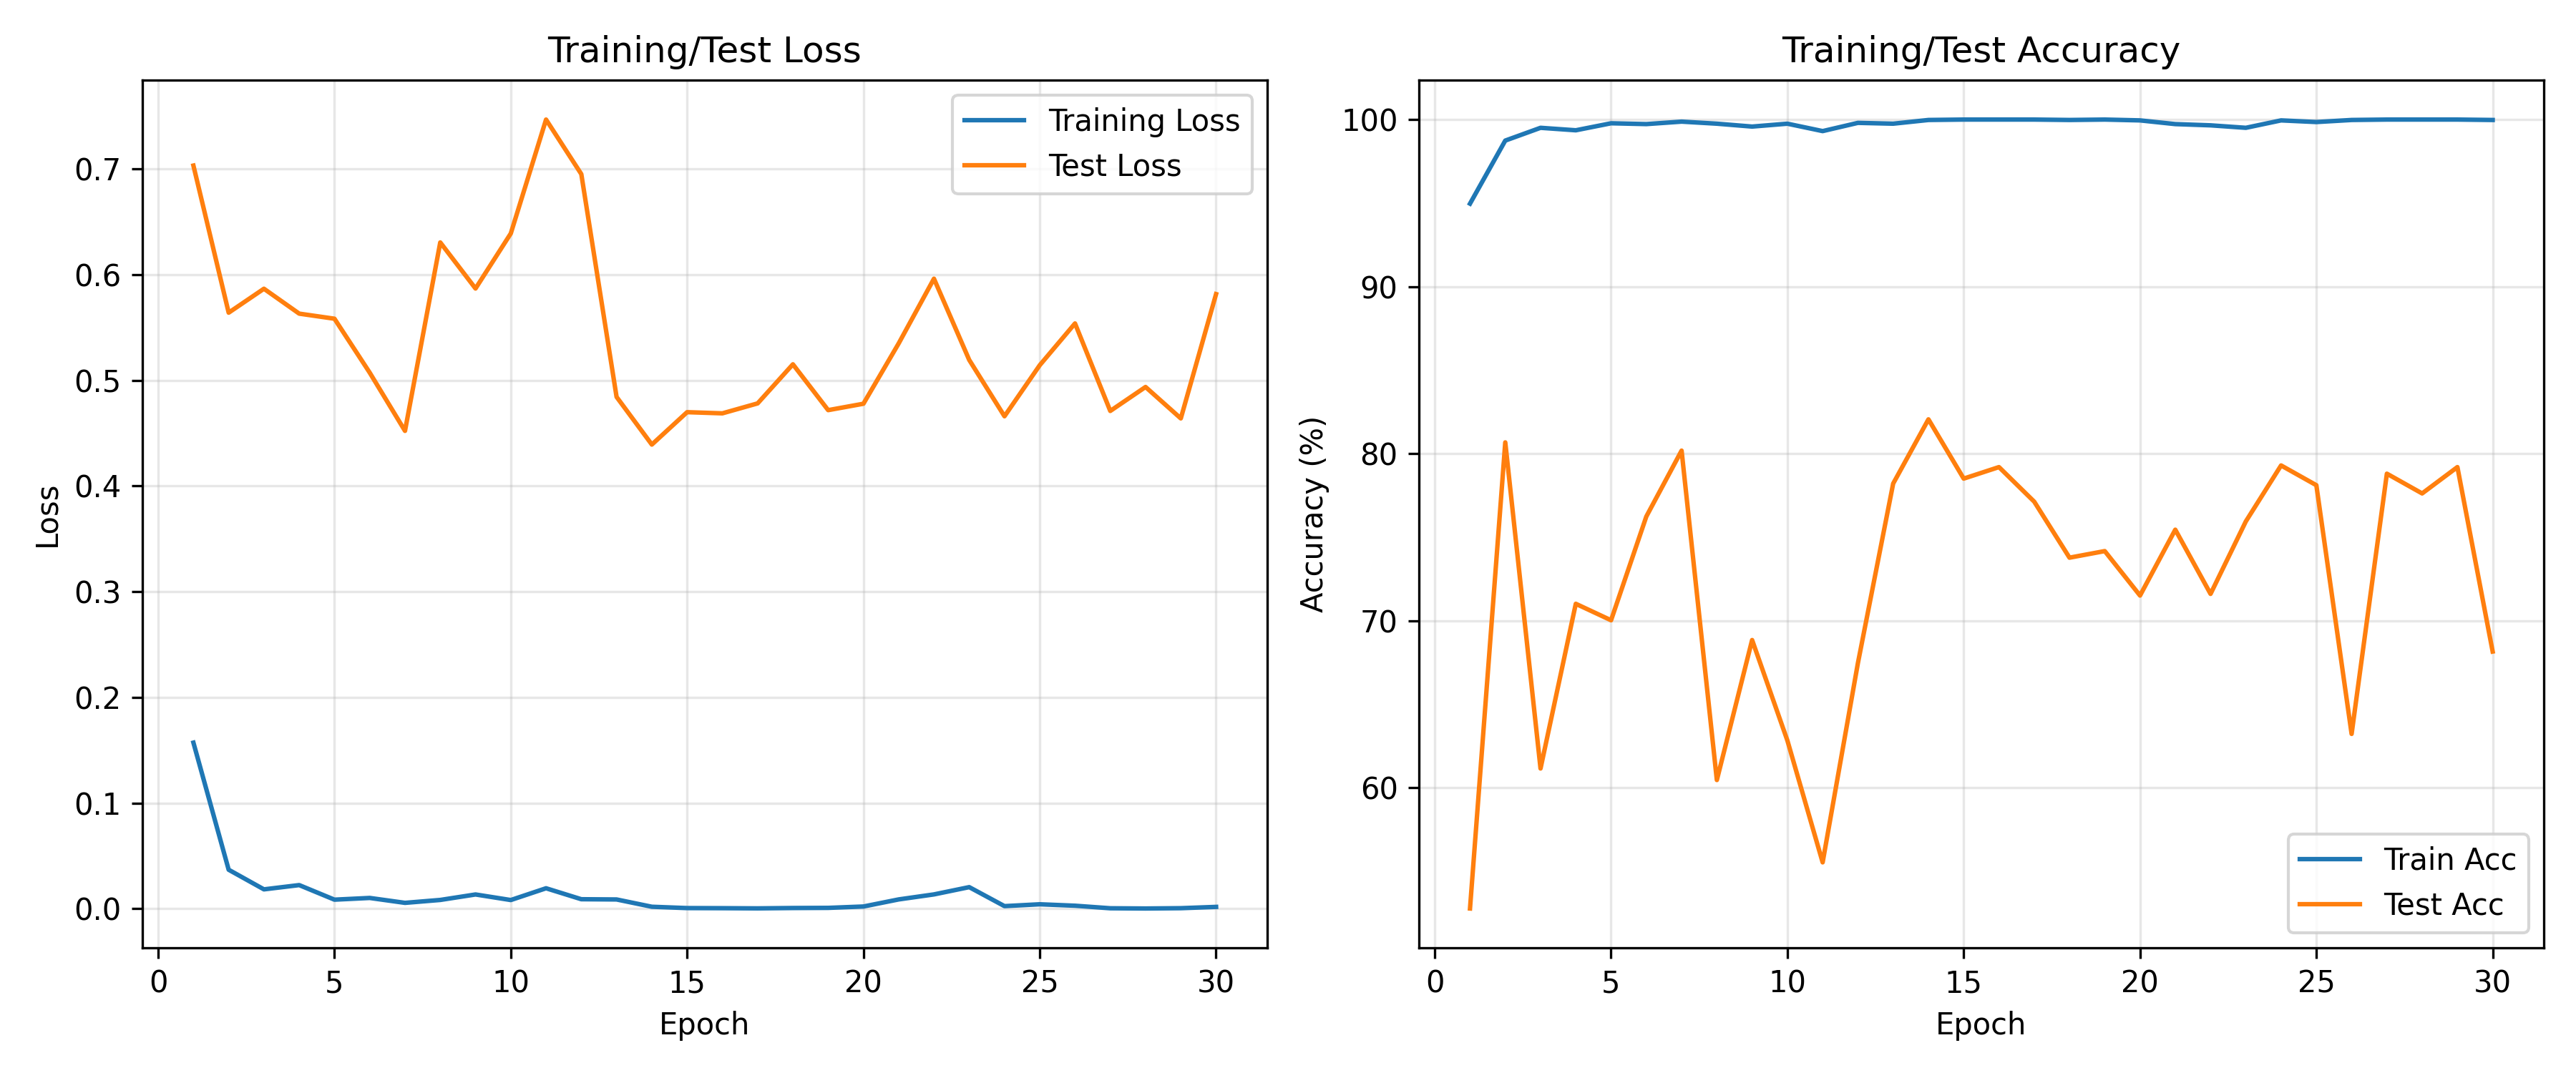 Training/Test Loss
Loss
0.7
0.6
0.5
0.4
0.3
0.2
0.1
0.0
Training Loss
Test Loss
0 5 10 15 20 25 30
Epoch
Training/Test Accuracy
Accuracy (%)
100
90
80
70
60
Train Acc
Test Acc
0 5 10 15 20 25 30
Epoch